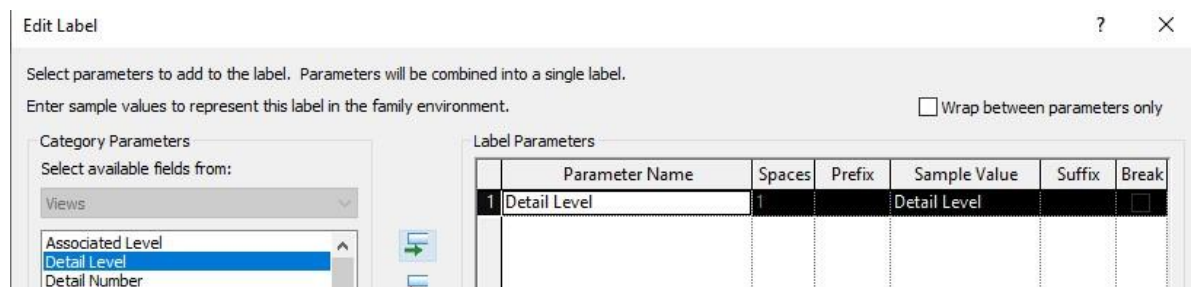 Edit Label ? ×
Select parameters to add to the label. Parameters will be combined into a single label.
Enter sample values to represent this label in the family environment.
Wrap between parameters only
Category Parameters
Select available fields from:
Views
Associated Level
Detail Level
Detail Number
Label Parameters
Parameter Name Spaces Prefix Sample Value Suffix Break
1 Detail Level 1 Detail Level